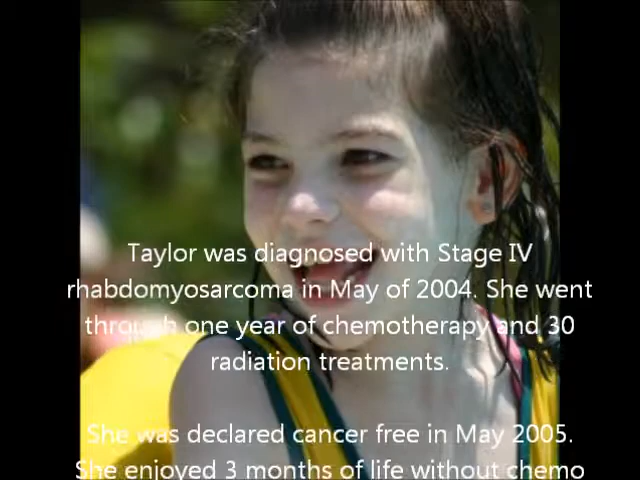 Taylor was diagnosed with Stage IV
rhabdomyosarcoma in May of 2004. She went
through one year of chemotherapy and 30
radiation treatments.
She was declared cancer free in May 2005.
She enjoyed 3 months of life without chemo